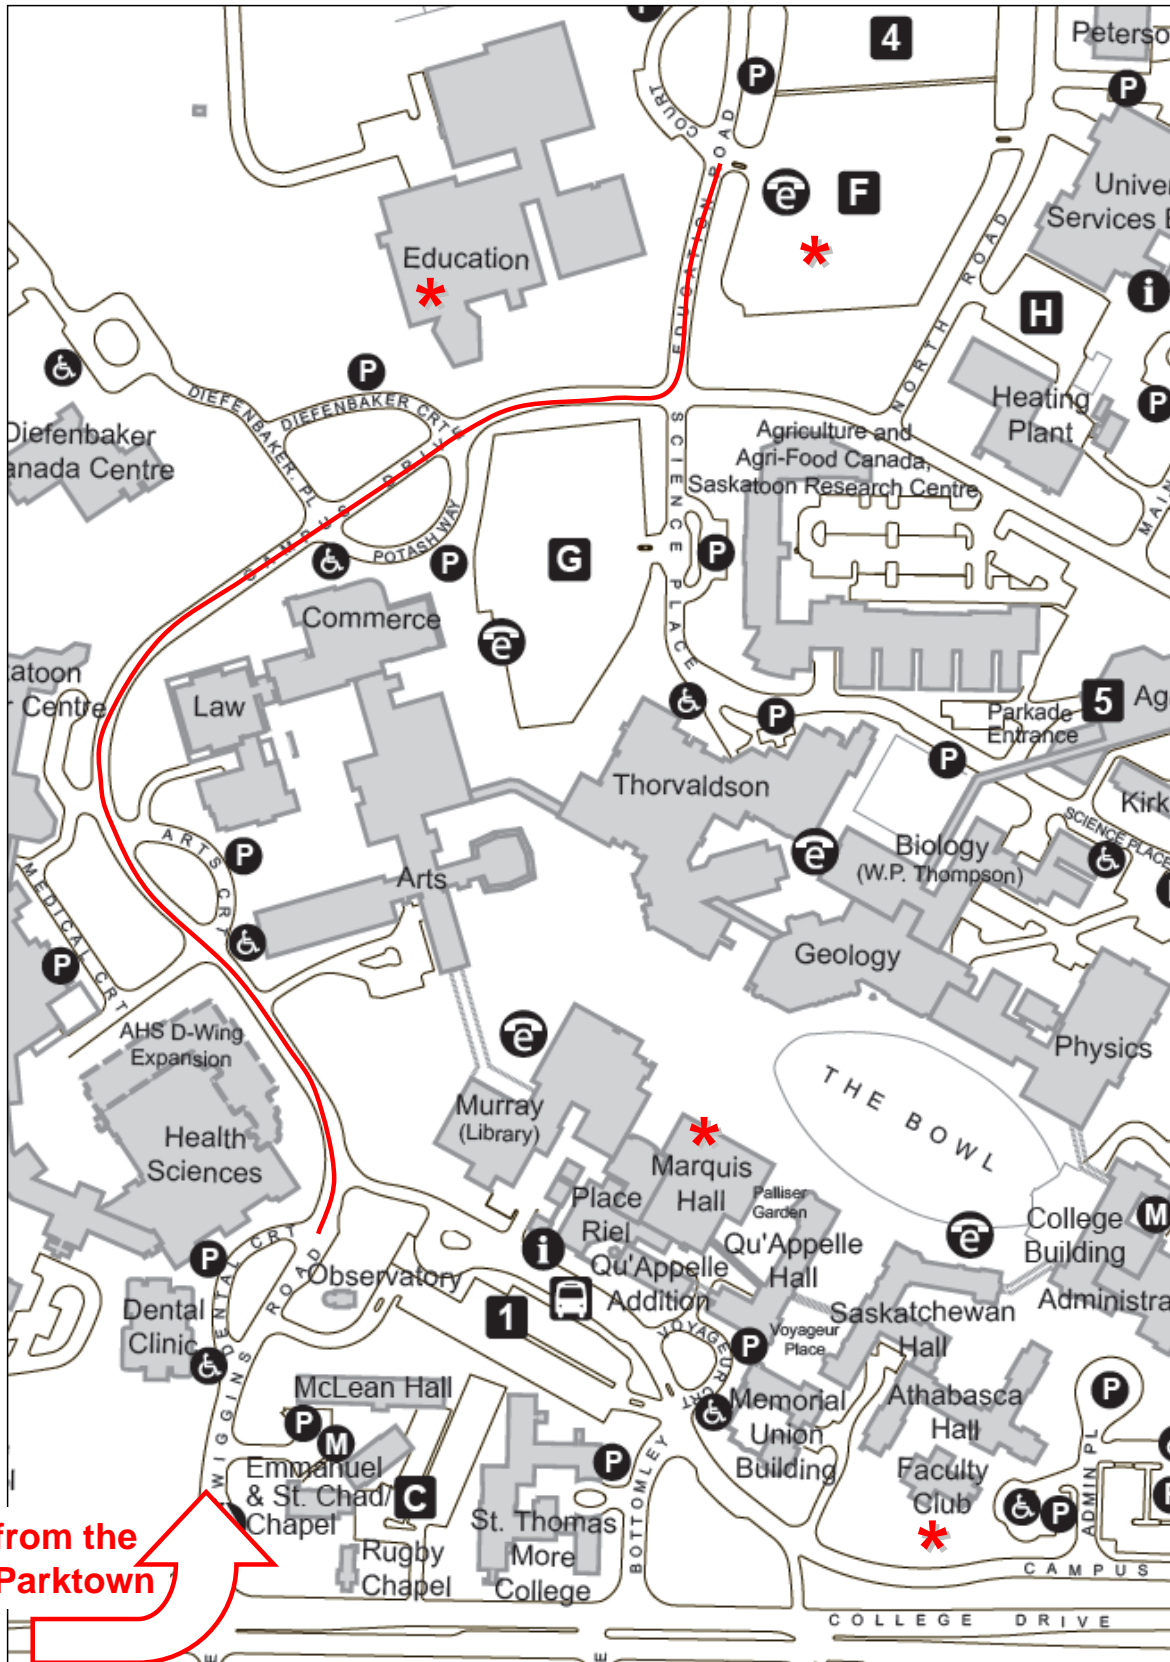 4
Peterso
P
P
P
COURT
EDUCATION ROAD
e
F
Univer
Services B
Education
i
H
NORTH ROAD
P
DIEFENBAKER CRT
DIEFENBAKER PL
Heating
Plant
P
Diefenbaker
anada Centre
Agriculture and
Agri-Food Canada,
Saskatoon Research Centre
SCIENCE PLACE
MAIN
CAMPUS DRIVE
POTASH WAY
P
G
P
Commerce
e
atoon
r Centre
Law
P
Parkade
Entrance
5
Ag
P
Thorvaldson
Kirk
SCIENCE PLACE
ARTS CRT
P
e
Biology
(W.P. Thompson)
Arts
MEDICAL CRT
P
Geology
AHS D-Wing
Expansion
e
Physics
THE BOWL
Murray
(Library)
Health
Sciences
Marquis
Hall
Palliser
Garden
Place
Riel
College
Building
M
e
i
Qu'Appelle
Hall
P
DENTAL CRT
Observatory
Qu'Appelle
Addition
Administra
Dental
Clinic
1
Saskatchewan
Hall
VOYAGEUR CRT
Voyageur
Place
P
WIGGINS ROAD
McLean Hall
Memorial
Union
Building
Athabasca
Hall
P
P
M
Emmanuel
& St. Chad/
Chapel
C
P
BOTTOMLEY
Faculty
Club
P
ADMIN PL
St. Thomas
More
College
from the
Parktown
Rugby
Chapel
CAMPUS
COLLEGE DRIVE